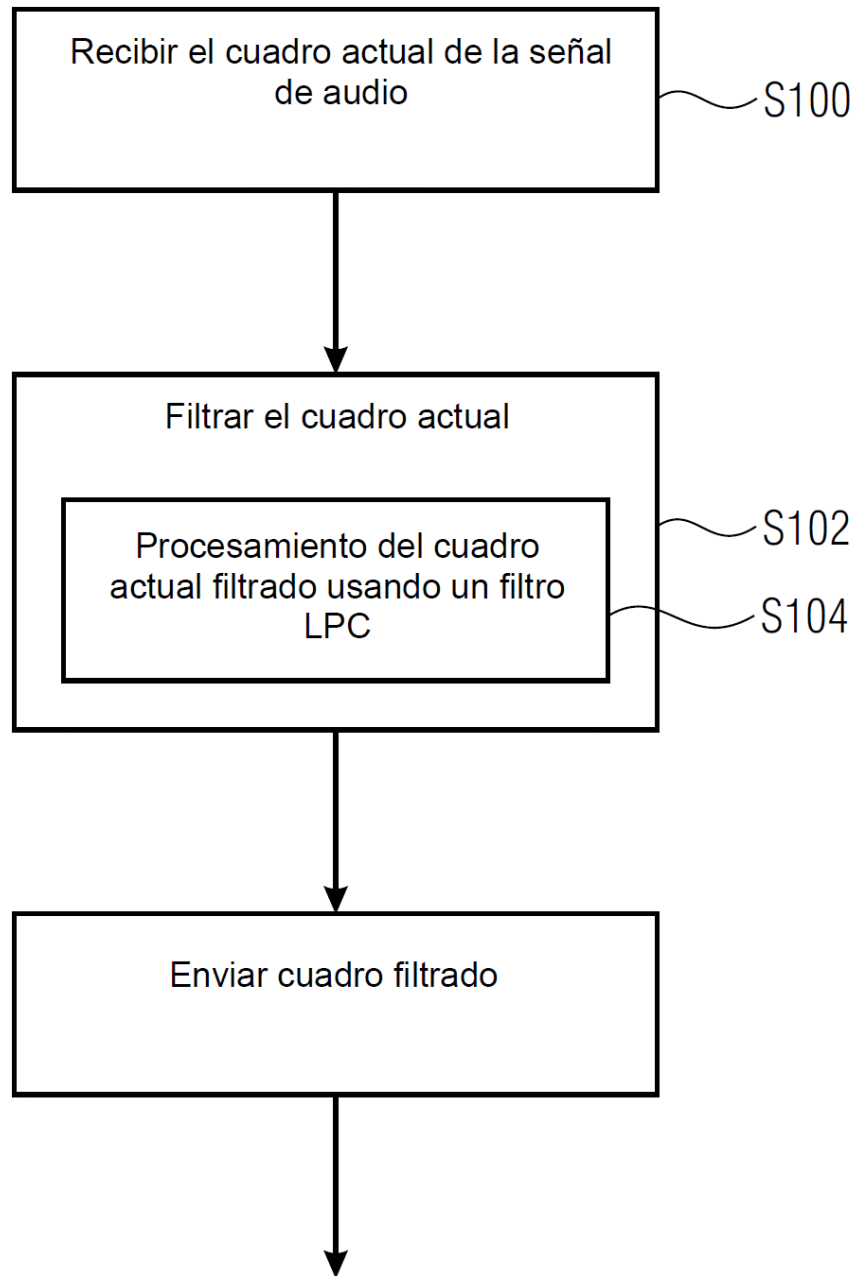 Recibir el cuadro actual de la señal
de audio
S100
Filtrar el cuadro actual
S102
Procesamiento del cuadro
actual filtrado usando un filtro
LPC
S104
Enviar cuadro filtrado